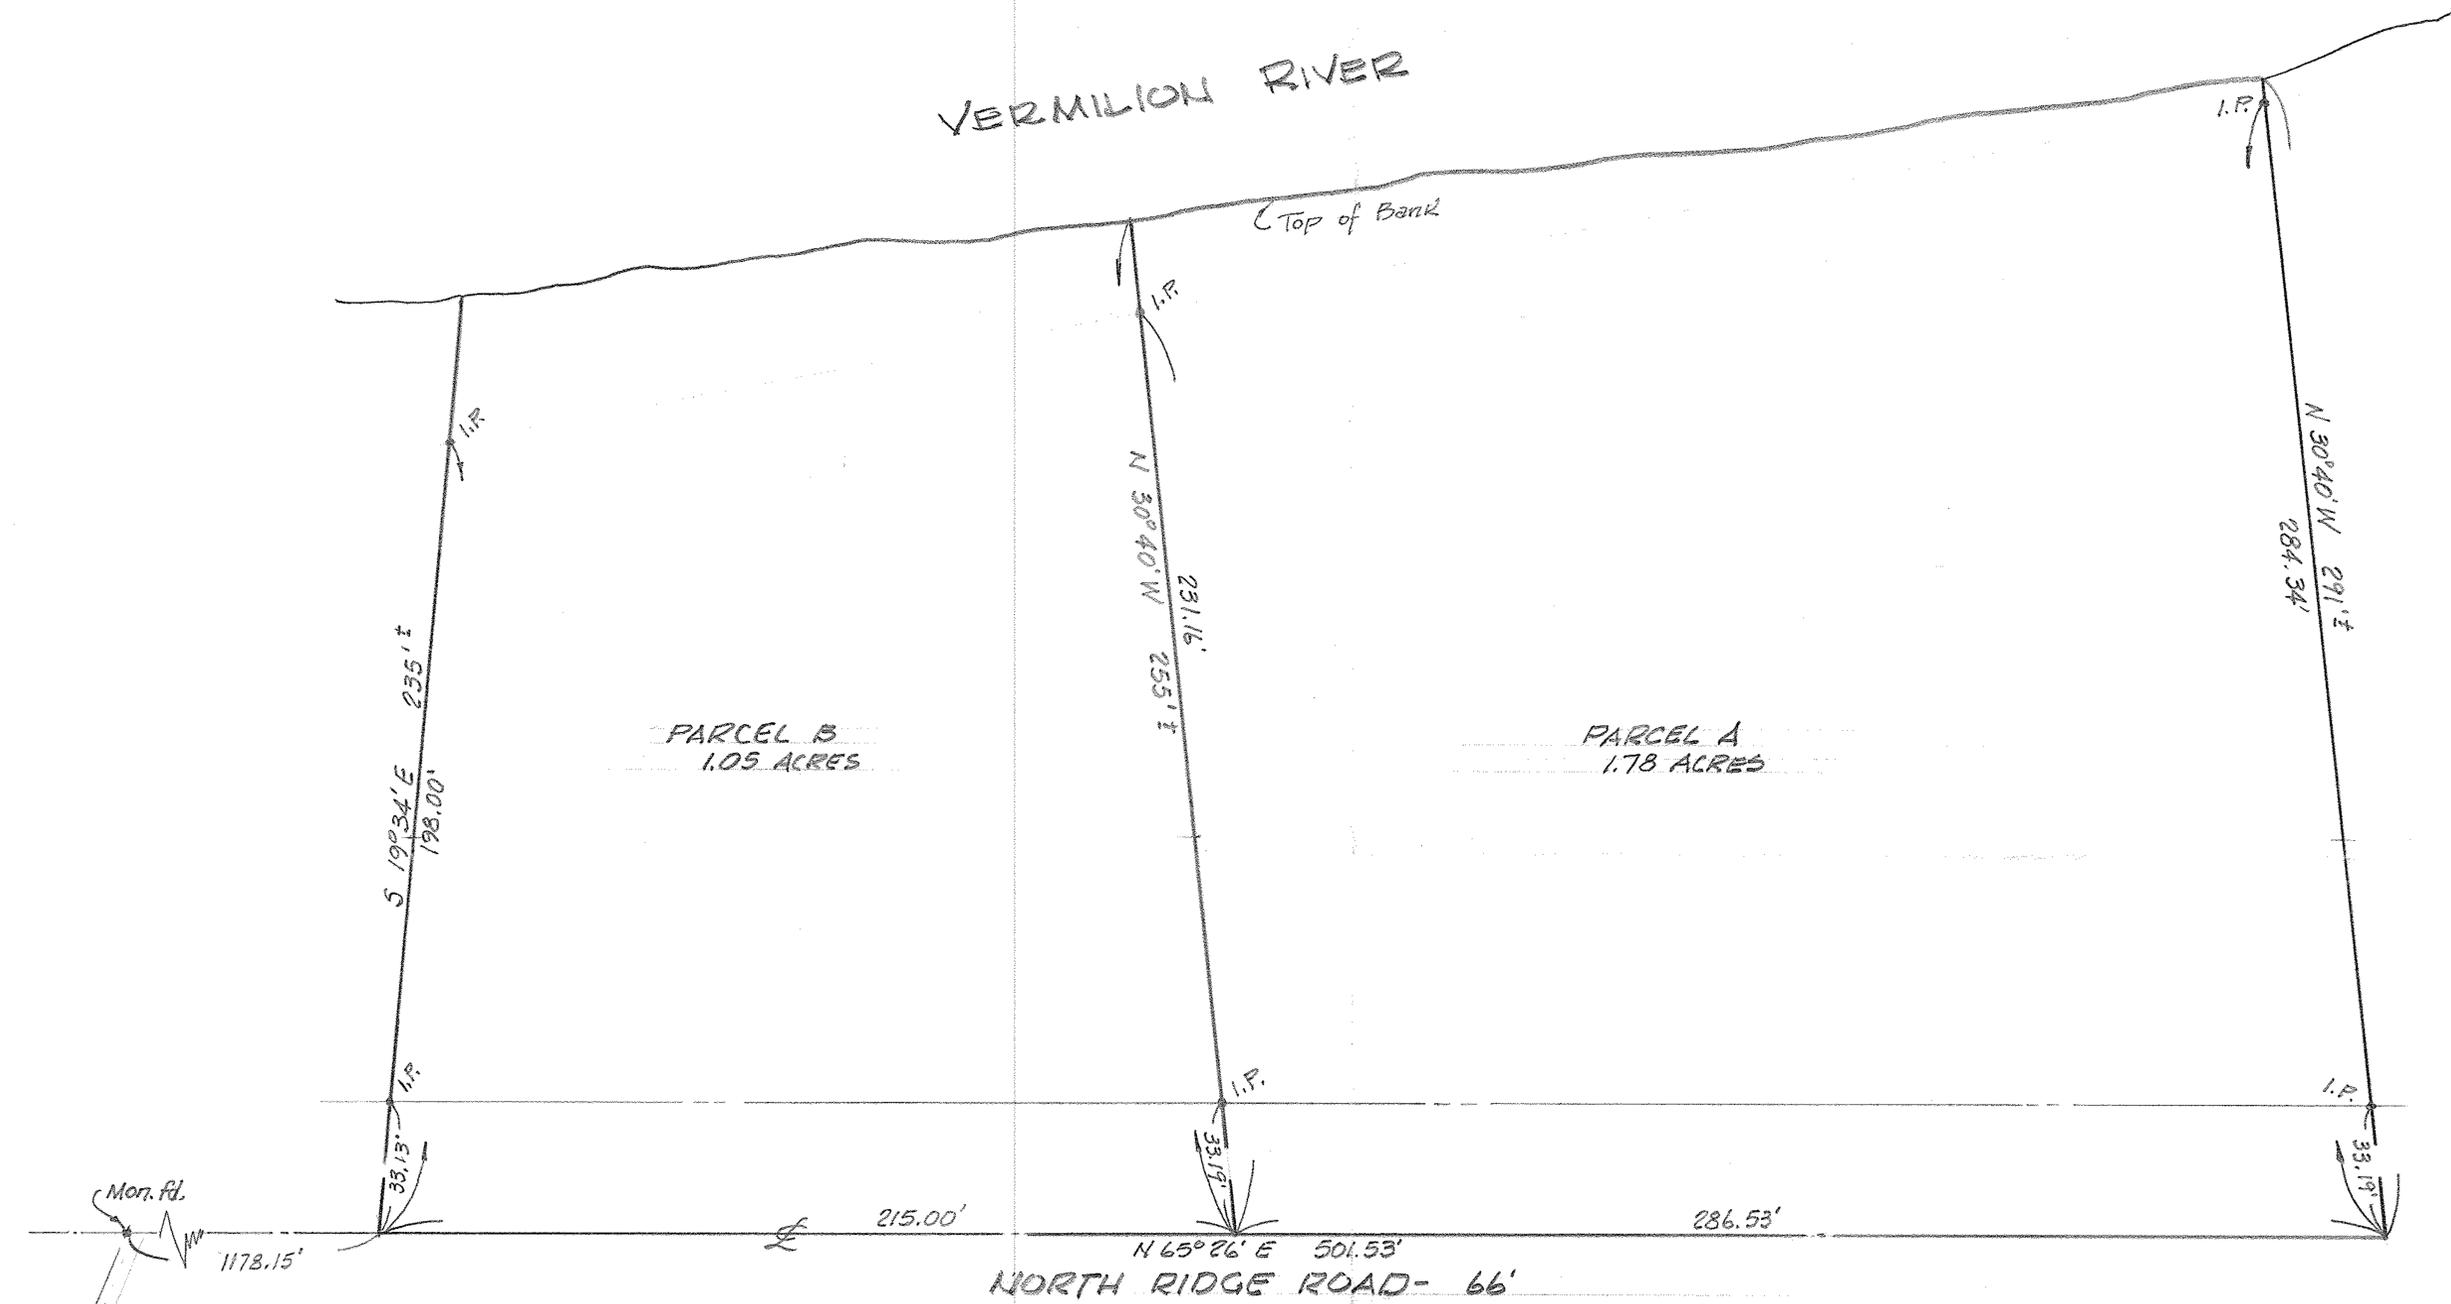 VERMILION RIVER
I.P.
Top of Bank
I.P.
I.P.
N 30°40' W 291'±
284.34'
N 30°40' W 255'±
231.16'
S 19°34' E 235'±
198.00'
PARCEL B
1.05 ACRES
PARCEL A
1.78 ACRES
I.P.
I.P.
I.P.
33.13'
33.19'
33.19'
Mon. fd.
1178.15'
℄
215.00'
286.53'
N 65°26' E 501.53'
NORTH RIDGE ROAD- 66'